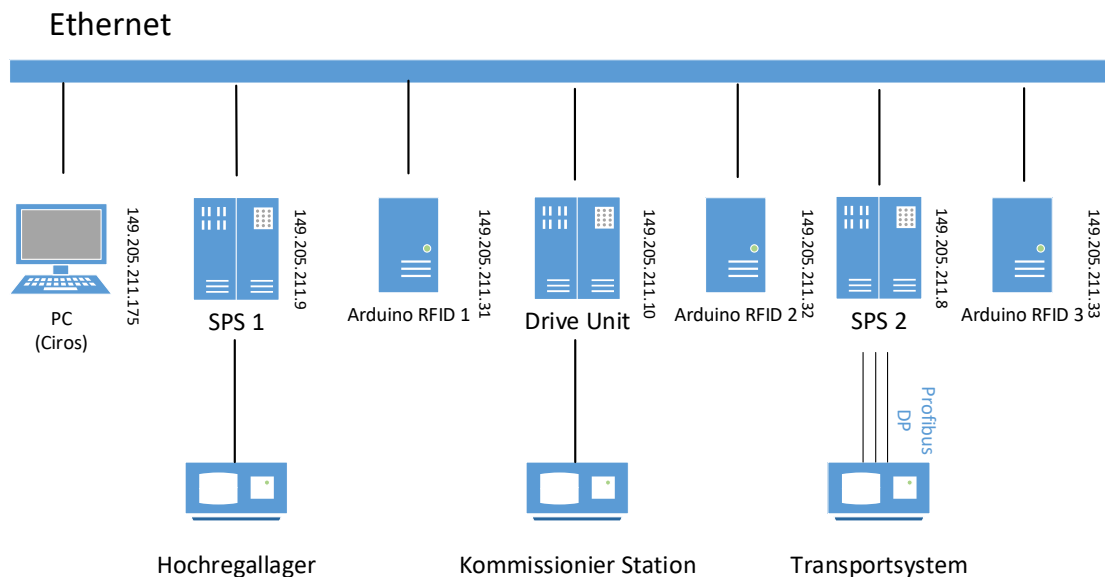 Ethernet
149.205.211.175
149.205.211.9
149.205.211.31
149.205.211.10
149.205.211.32
149.205.211.8
149.205.211.33
PC
(Ciros)
SPS 1
Arduino RFID 1
Drive Unit
Arduino RFID 2
SPS 2
Arduino RFID 3
Profibus
DP
Hochregallager
Kommissionier Station
Transportsystem